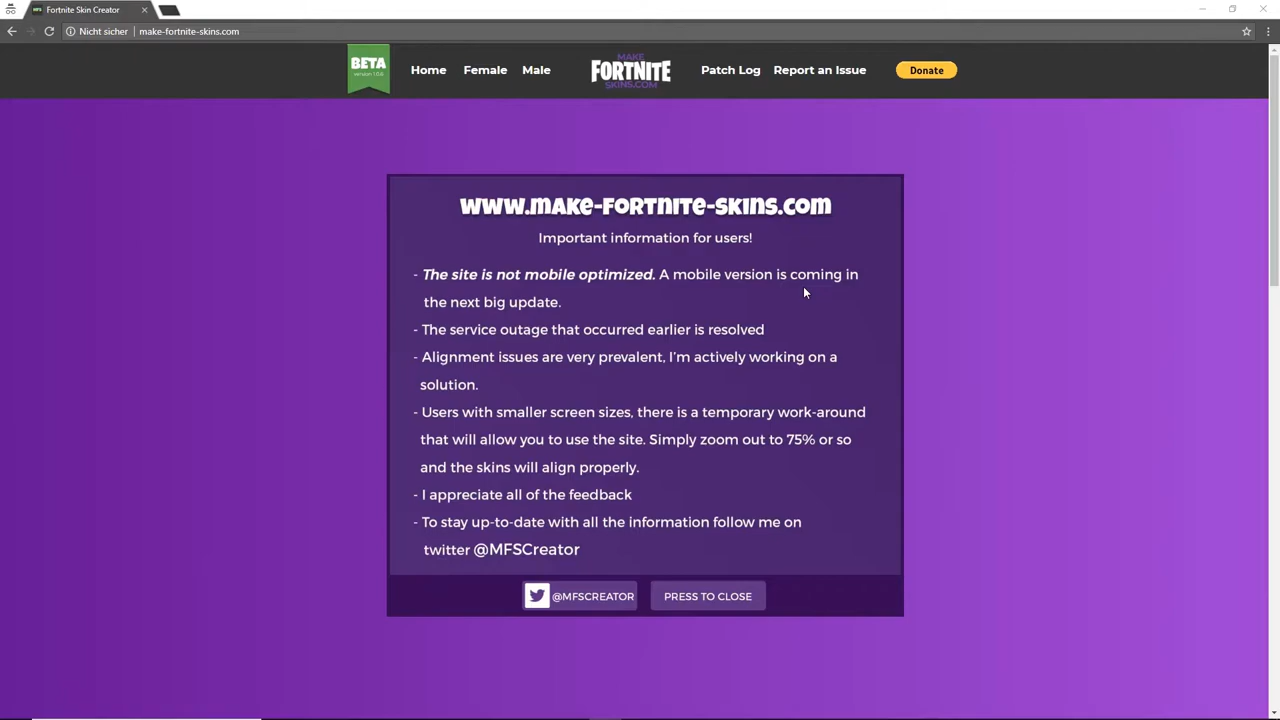 Fortnite Skin Creator
Nicht sicher | make-fortnite-skins.com
BETA
version 1.0.6
Home
Female
Male
MAKE
FORTNITE
SKINS.COM
Patch Log
Report an Issue
Donate
www.make-fortnite-skins.com
Important information for users!
- The site is not mobile optimized. A mobile version is coming in
the next big update.
- The service outage that occurred earlier is resolved
- Alignment issues are very prevalent, I'm actively working on a
solution.
- Users with smaller screen sizes, there is a temporary work-around
that will allow you to use the site. Simply zoom out to 75% or so
and the skins will align properly.
- I appreciate all of the feedback
- To stay up-to-date with all the information follow me on
twitter @MFSCreator
@MFSCREATOR
PRESS TO CLOSE